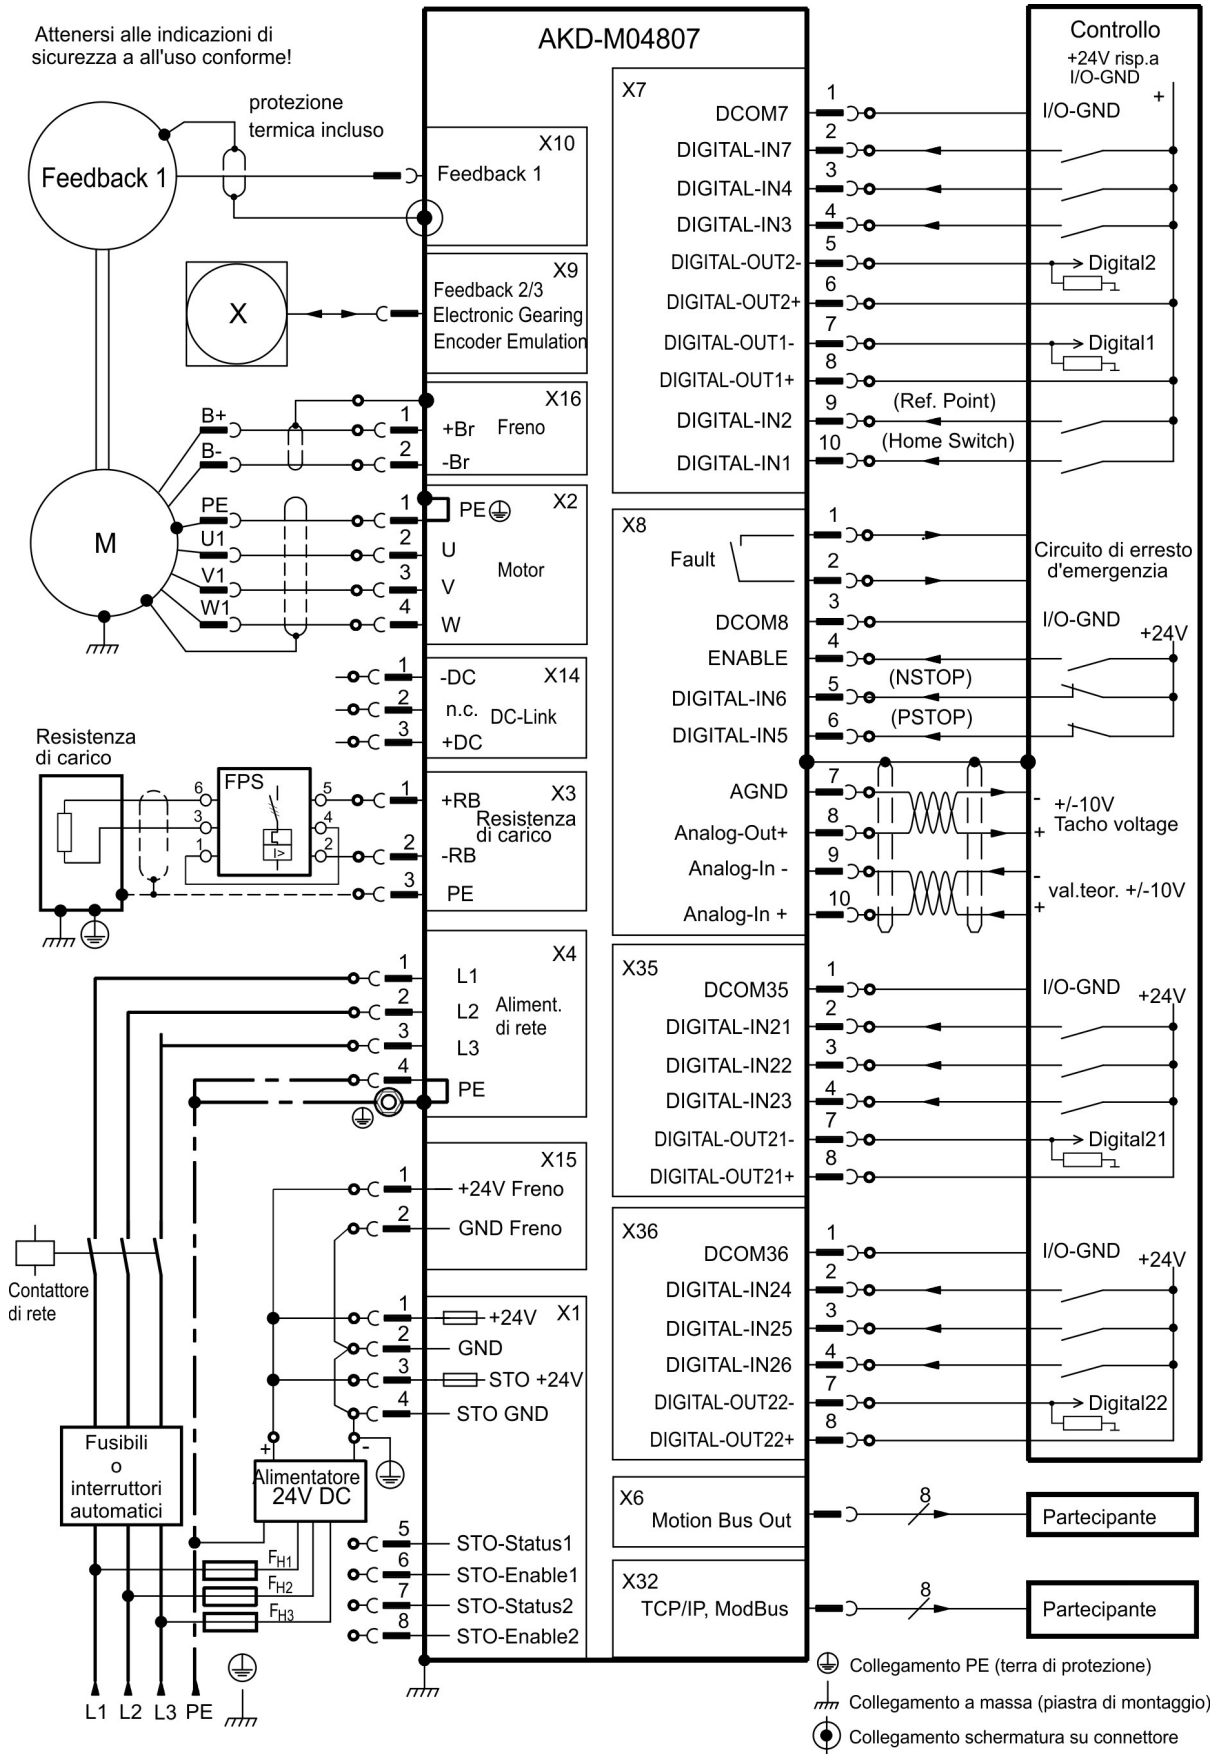 Attenersi alle indicazioni di
sicurezza a all'uso conforme!
AKD-M04807
protezione
termica incluso
Feedback 1
X10
Feedback 1
X9
Feedback 2/3
Electronic Gearing
Encoder Emulation
X
X16
B+
1
+Br
Freno
B-
2
-Br
X2
PE
1
PE
M
U1
2
U
Motor
V1
3
V
W1
4
W
X14
1
-DC
2
n.c.
DC-Link
3
+DC
Resistenza
di carico
FPS
6
5
3
4
1
2
I>
X3
1
+RB
Resistenza
di carico
2
-RB
3
PE
X4
1
L1
2
L2
Aliment.
di rete
3
L3
4
PE
X15
1
+24V Freno
2
GND Freno
Contattore
di rete
X1
1
+24V
2
GND
3
STO +24V
4
STO GND
Fusibili
o
interruttori
automatici
+
-
Alimentatore
24V DC
5
STO-Status1
6
STO-Enable1
7
STO-Status2
8
STO-Enable2
FH1
FH2
FH3
L1 L2 L3 PE
X7
1
DCOM7
2
DIGITAL-IN7
3
DIGITAL-IN4
4
DIGITAL-IN3
5
DIGITAL-OUT2-
6
DIGITAL-OUT2+
7
DIGITAL-OUT1-
8
DIGITAL-OUT1+
9
DIGITAL-IN2
(Ref. Point)
10
DIGITAL-IN1
(Home Switch)
Controllo
+24V risp.a
I/O-GND
I/O-GND
+
Digital2
Digital1
X8
1
Fault
2
3
DCOM8
4
ENABLE
5
DIGITAL-IN6
(NSTOP)
6
DIGITAL-IN5
(PSTOP)
7
AGND
8
Analog-Out+
9
Analog-In -
10
Analog-In +
Circuito di erresto
d'emergenzia
I/O-GND
+24V
-
+/-10V
Tacho voltage
+
-
val.teor. +/-10V
+
X35
1
DCOM35
2
DIGITAL-IN21
3
DIGITAL-IN22
4
DIGITAL-IN23
7
DIGITAL-OUT21-
8
DIGITAL-OUT21+
I/O-GND
+24V
Digital21
X36
1
DCOM36
2
DIGITAL-IN24
3
DIGITAL-IN25
4
DIGITAL-IN26
7
DIGITAL-OUT22-
8
DIGITAL-OUT22+
I/O-GND
+24V
Digital22
X6
Motion Bus Out
8
Partecipante
X32
TCP/IP, ModBus
8
Partecipante
Collegamento PE (terra di protezione)
Collegamento a massa (piastra di montaggio)
Collegamento schermatura su connettore